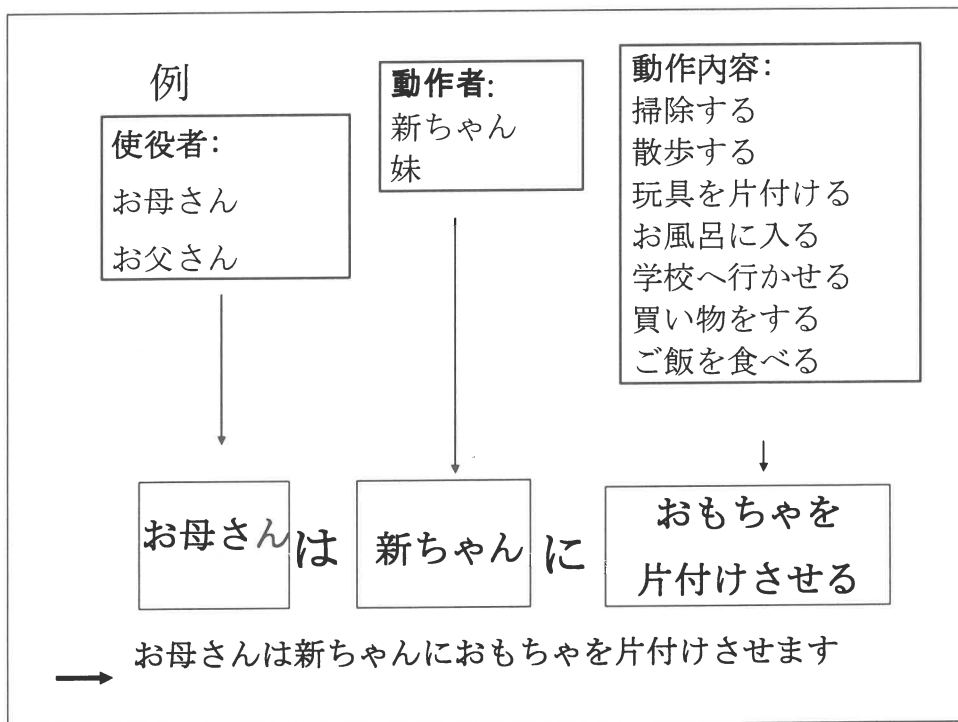 例
使役者：
お母さん
お父さん
動作者：
新ちゃん
妹
動作内容：
掃除する
散歩する
玩具を片付ける
お風呂に入る
学校へ行かせる
買い物をする
ご飯を食べる
お母さん は 新ちゃん に おもちゃを
片付けさせる
お母さんは新ちゃんにおもちゃを片付けさせます